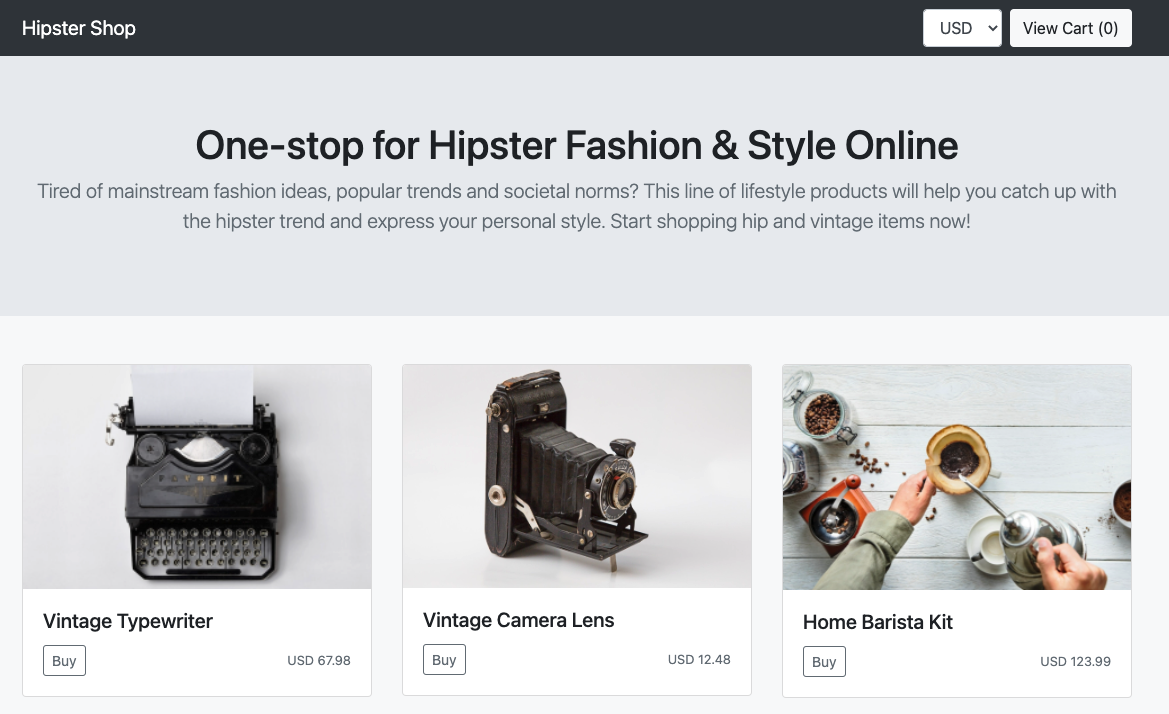 Hipster Shop
USD
View Cart (0)
One-stop for Hipster Fashion & Style Online
Tired of mainstream fashion ideas, popular trends and societal norms? This line of lifestyle products will help you catch up with
the hipster trend and express your personal style. Start shopping hip and vintage items now!
Vintage Typewriter
Buy
USD 67.98
Vintage Camera Lens
Buy
USD 12.48
Home Barista Kit
Buy
USD 123.99